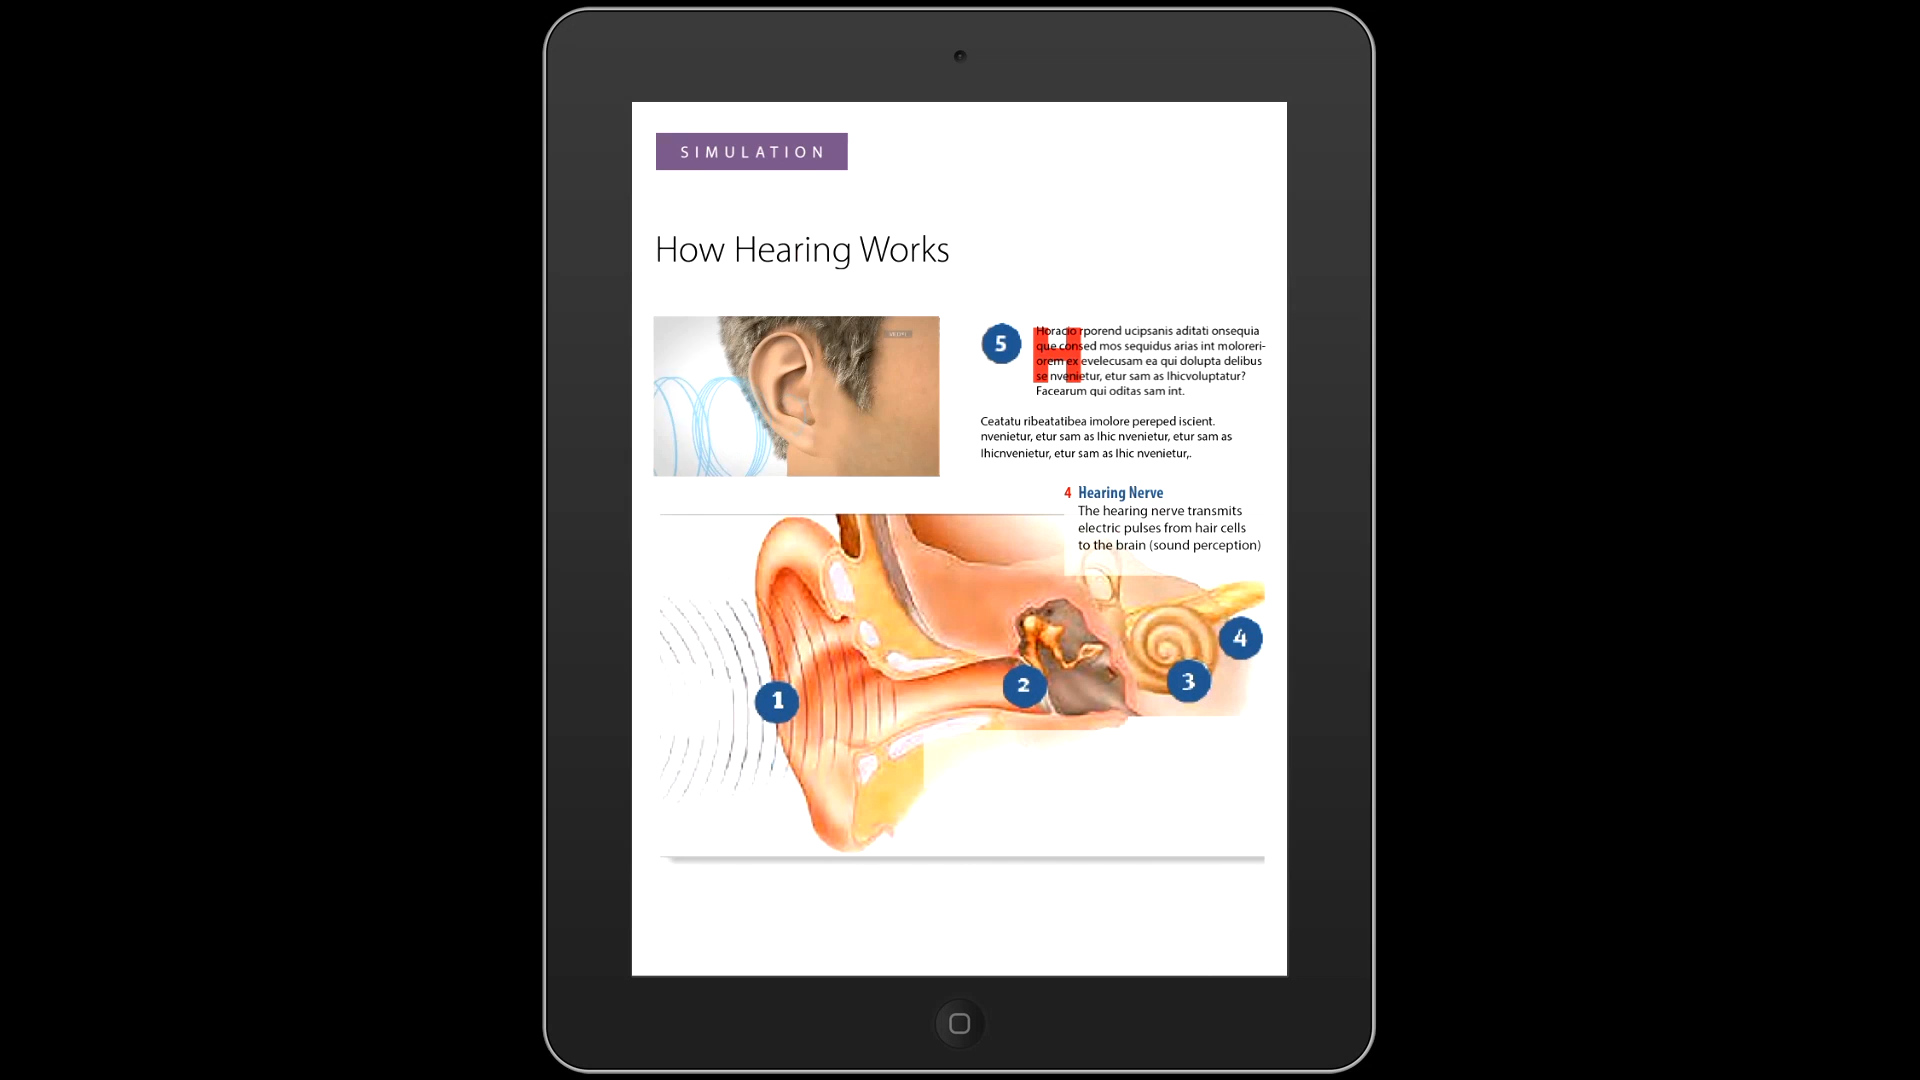 SIMULATION
How Hearing Works
5
H
Horacio rporend ucipsanis aditati onsequia
que consed mos sequidus arias int moloreri-
orem ex evelecusam ea qui dolupta delibus
se nvenietur, etur sam as Ihicvoluptatur?
Facearum qui oditas sam int.
Ceatatu ribeatatibea imolore pereped iscient.
nvenietur, etur sam as Ihic nvenietur, etur sam as
Ihicnvenietur, etur sam as Ihic nvenietur,.
4 Hearing Nerve
The hearing nerve transmits
electric pulses from hair cells
to the brain (sound perception)
4
3
2
1